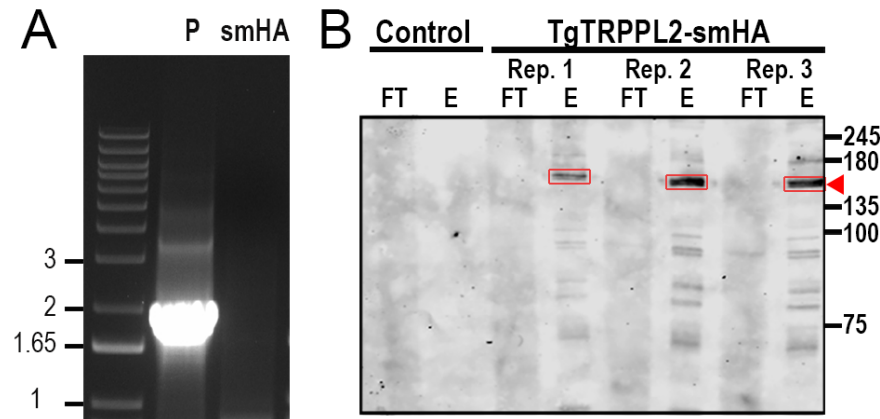 A
P smHA
3
2
1.65
1
B
Control TgTRPPL2-smHA
Rep. 1 Rep. 2 Rep. 3
FT E FT E FT E FT E
245
180
135
100
75